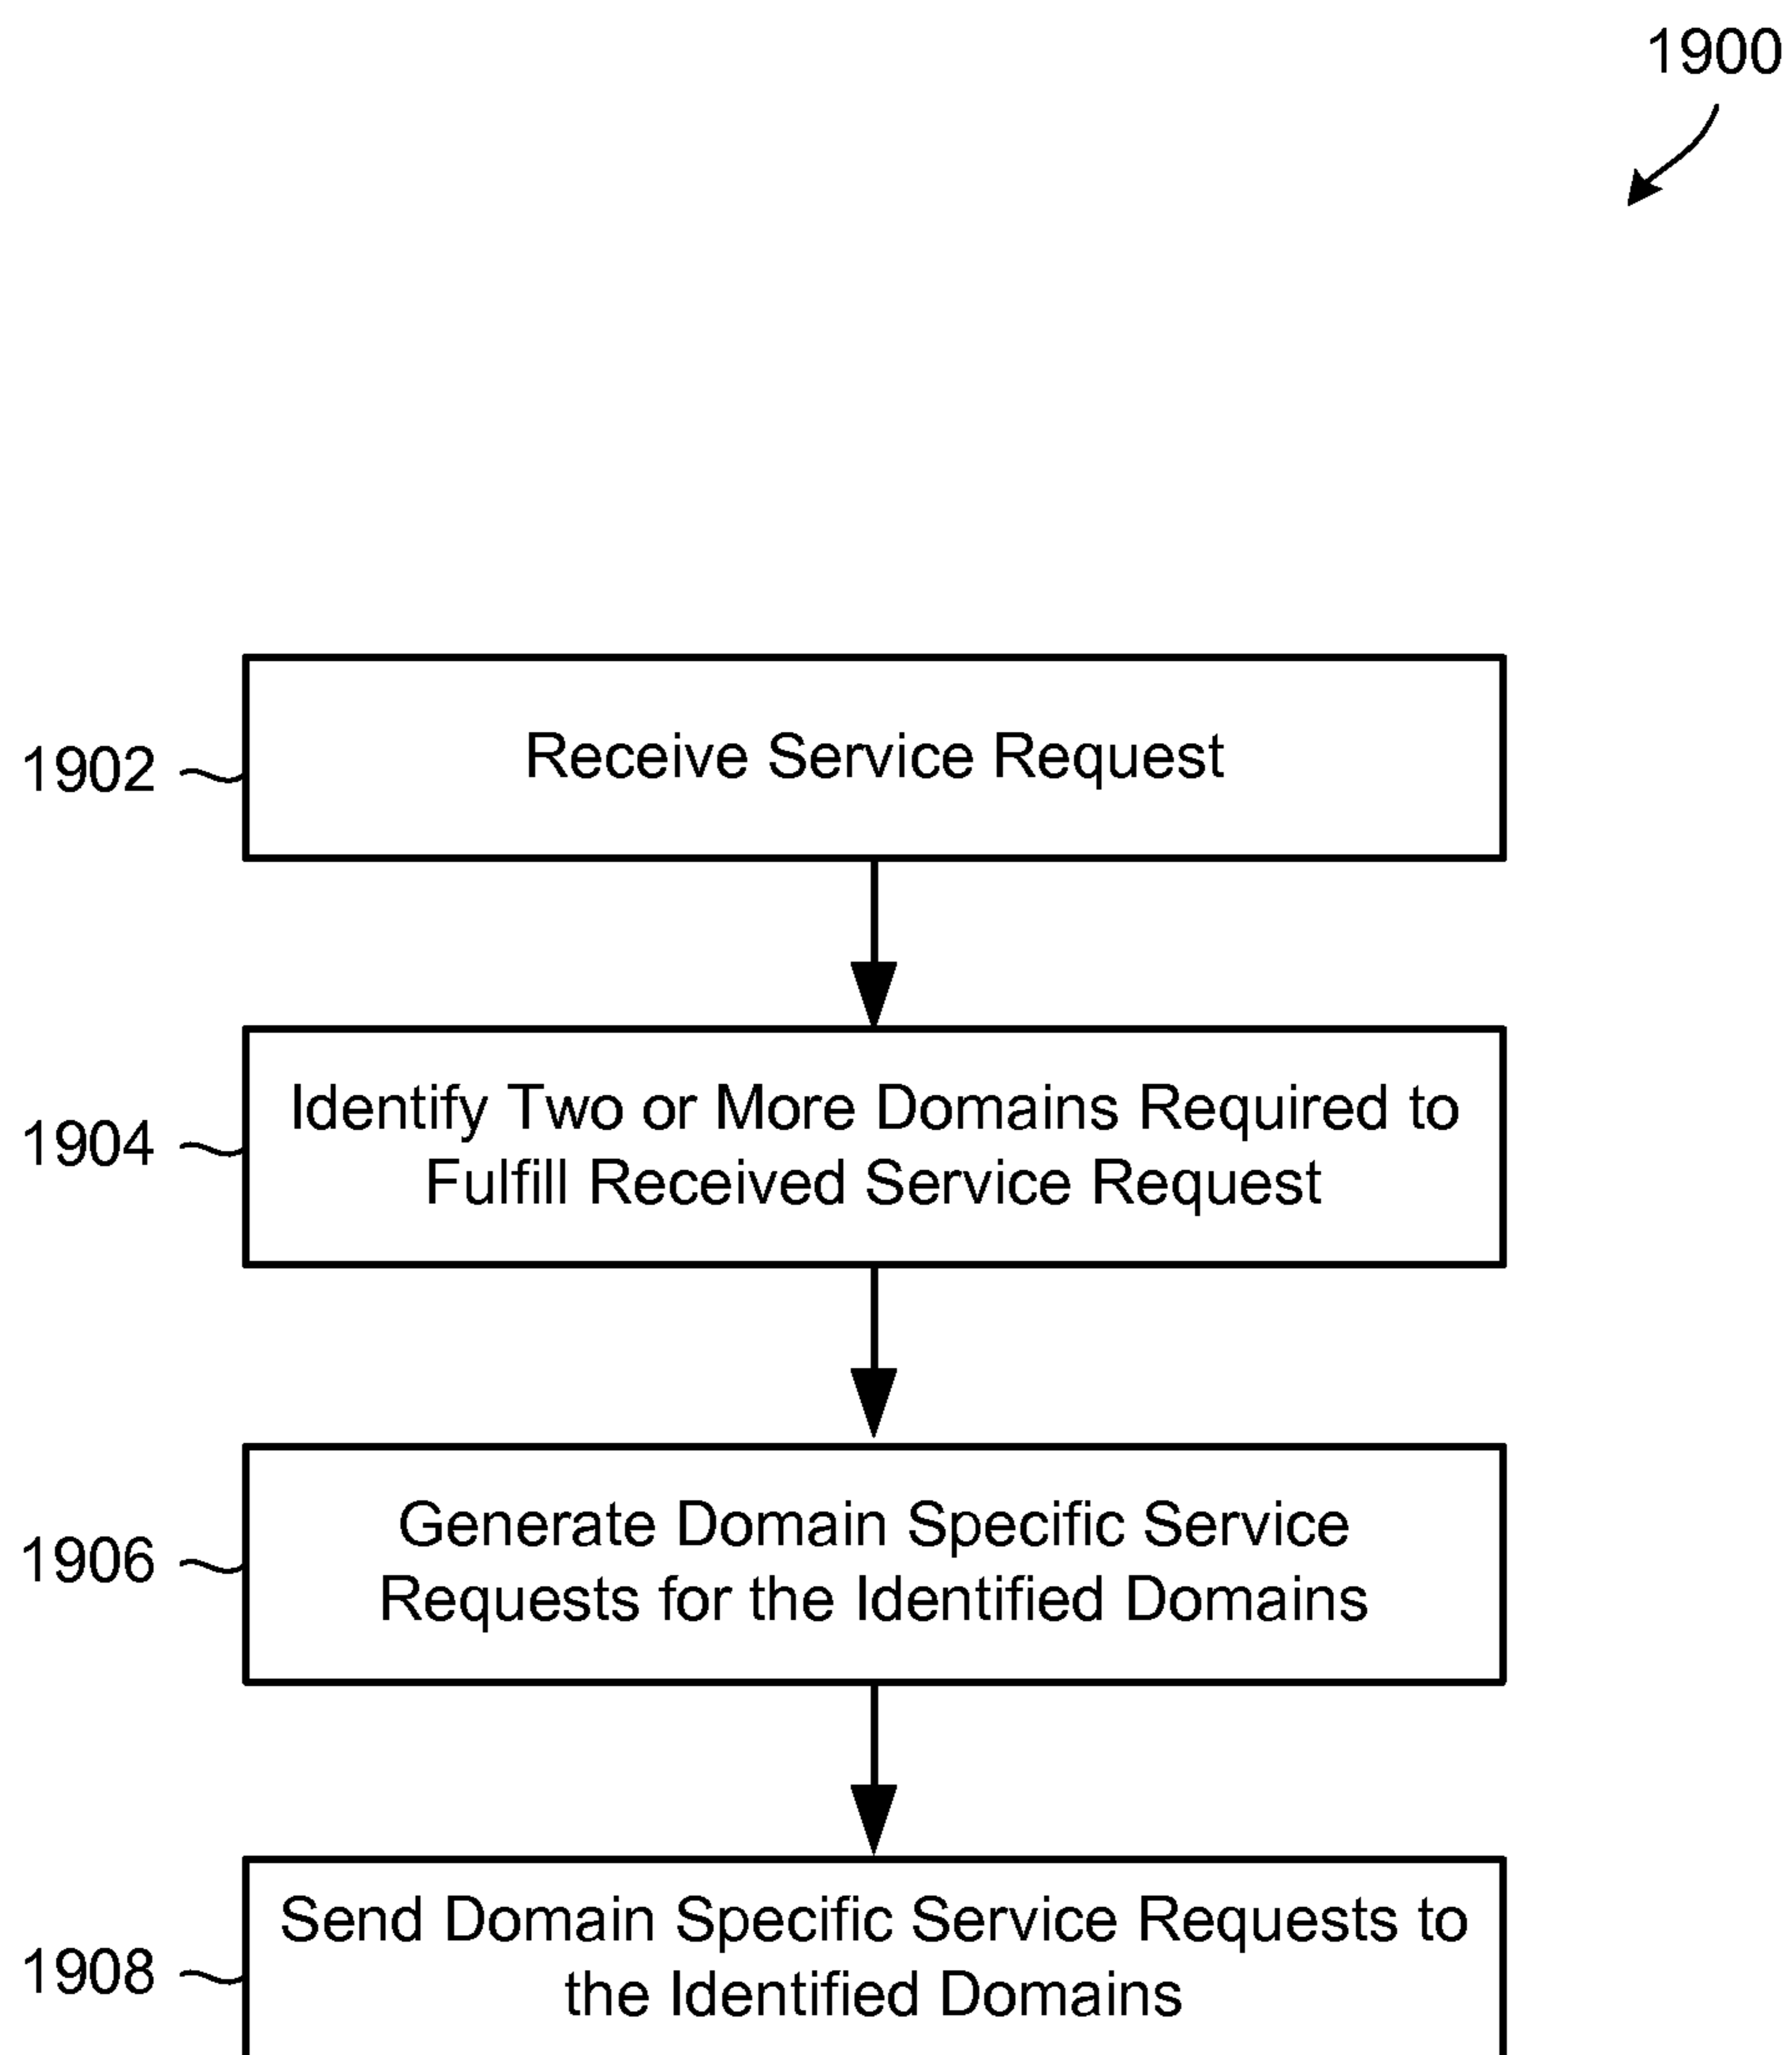 1900
1902
Receive Service Request
1904
Identify Two or More Domains Required to
Fulfill Received Service Request
1906
Generate Domain Specific Service
Requests for the Identified Domains
1908
Send Domain Specific Service Requests to
the Identified Domains